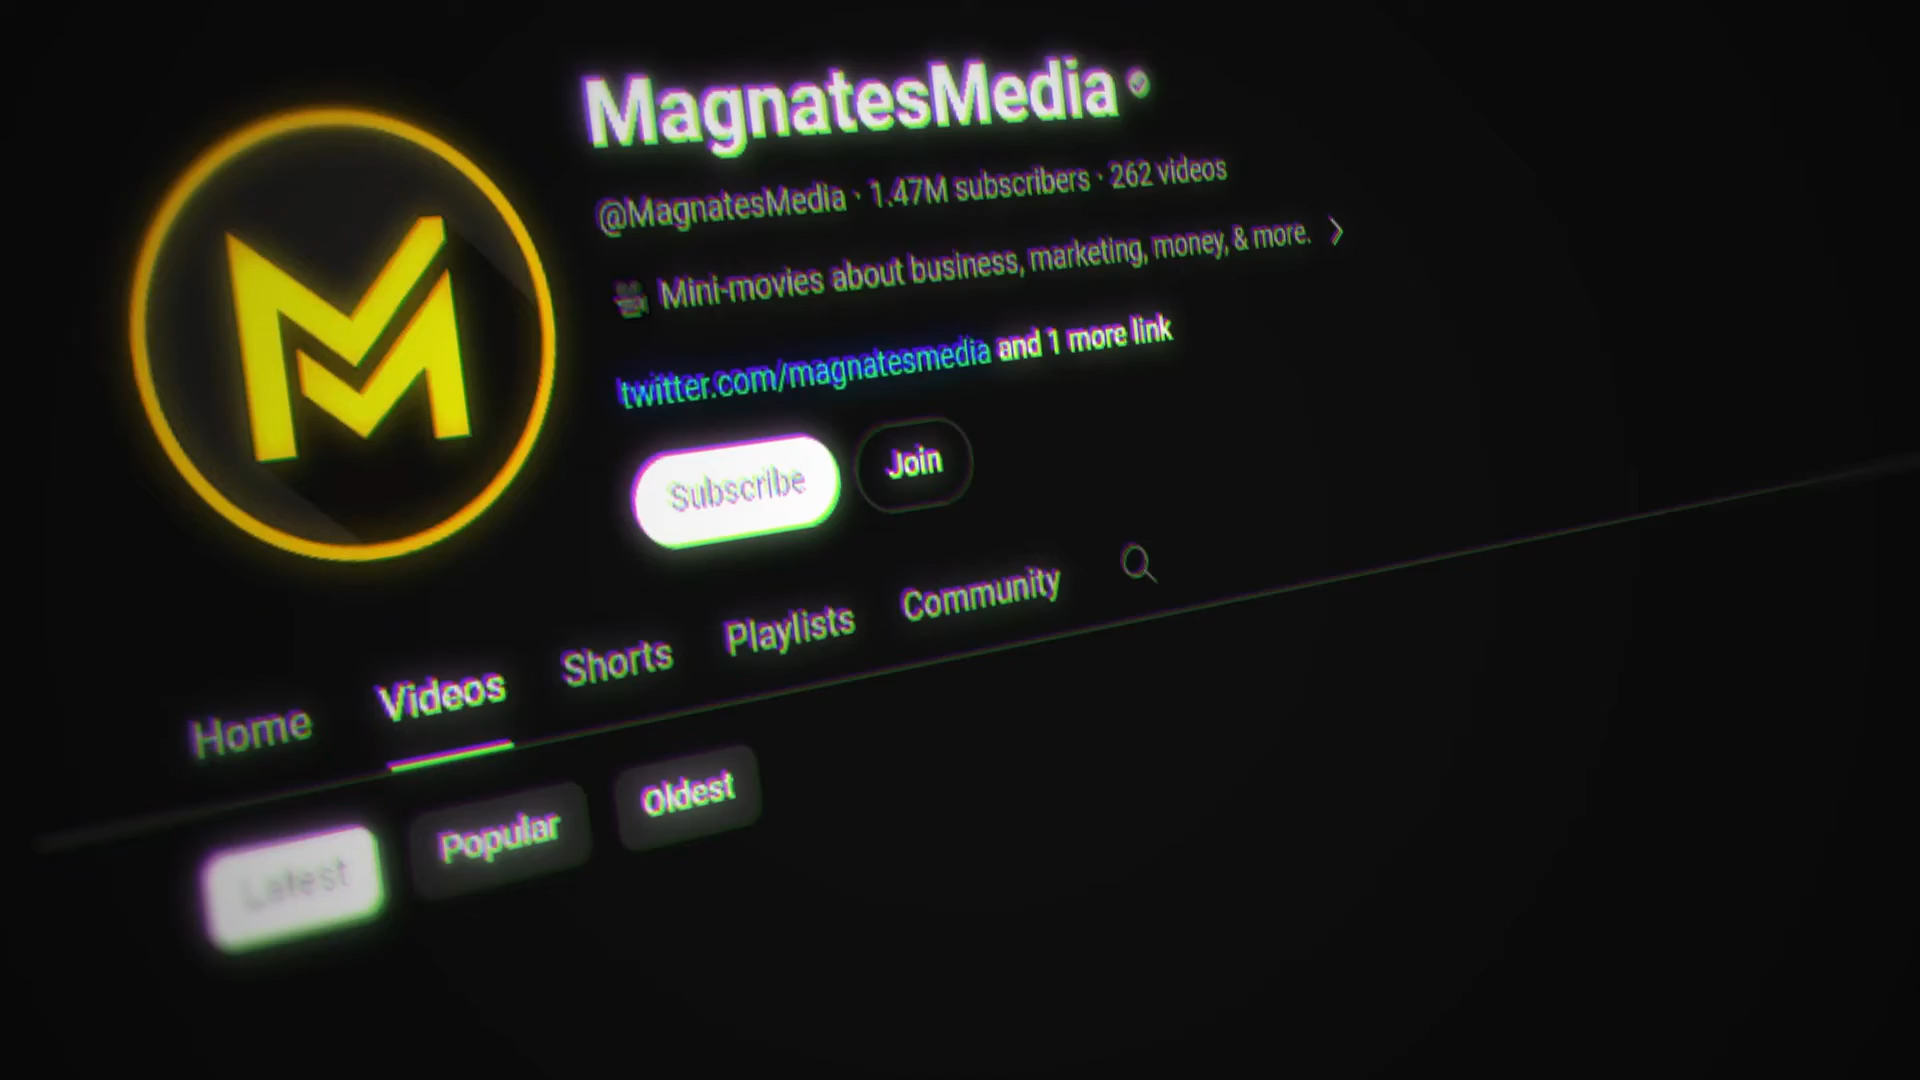 MagnatesMedia
@MagnatesMedia · 1.47M subscribers · 262 videos
Mini-movies about business, marketing, money, & more.
twitter.com/magnatesmedia and 1 more link
Subscribe Join
Home Videos Shorts Playlists Community
Latest Popular Oldest